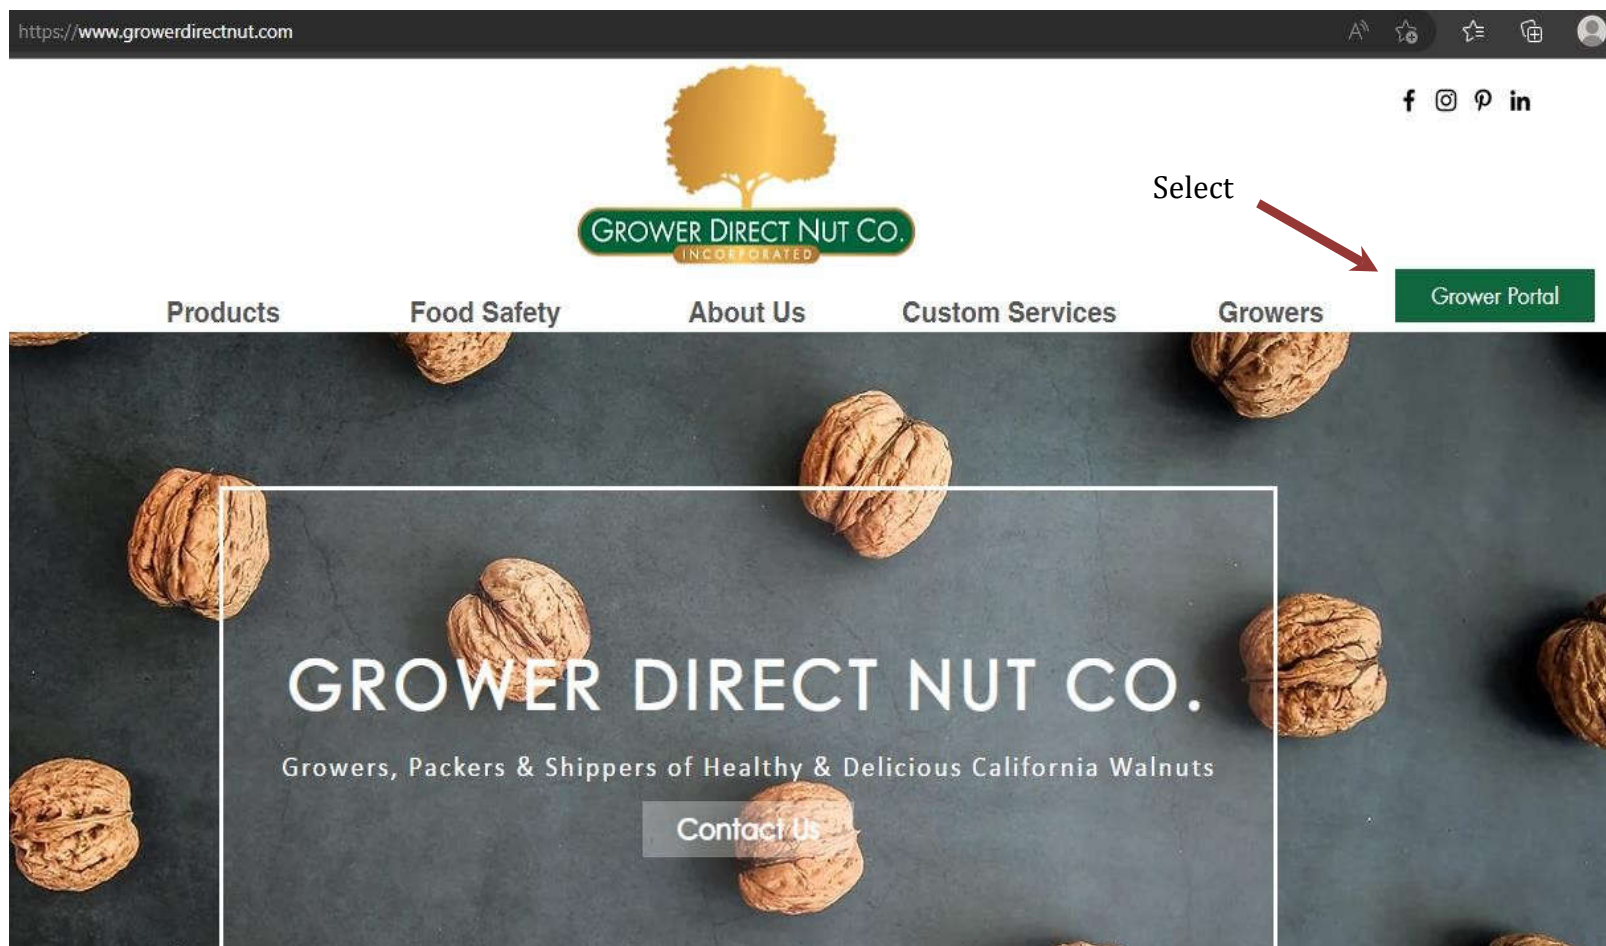 https://www.growerdirectnut.com
Select
GROWER DIRECT NUT CO.
INCORPORATED
Products Food Safety About Us Custom Services Growers Grower Portal
GROWER DIRECT NUT CO.
Growers, Packers & Shippers of Healthy & Delicious California Walnuts
Contact Us